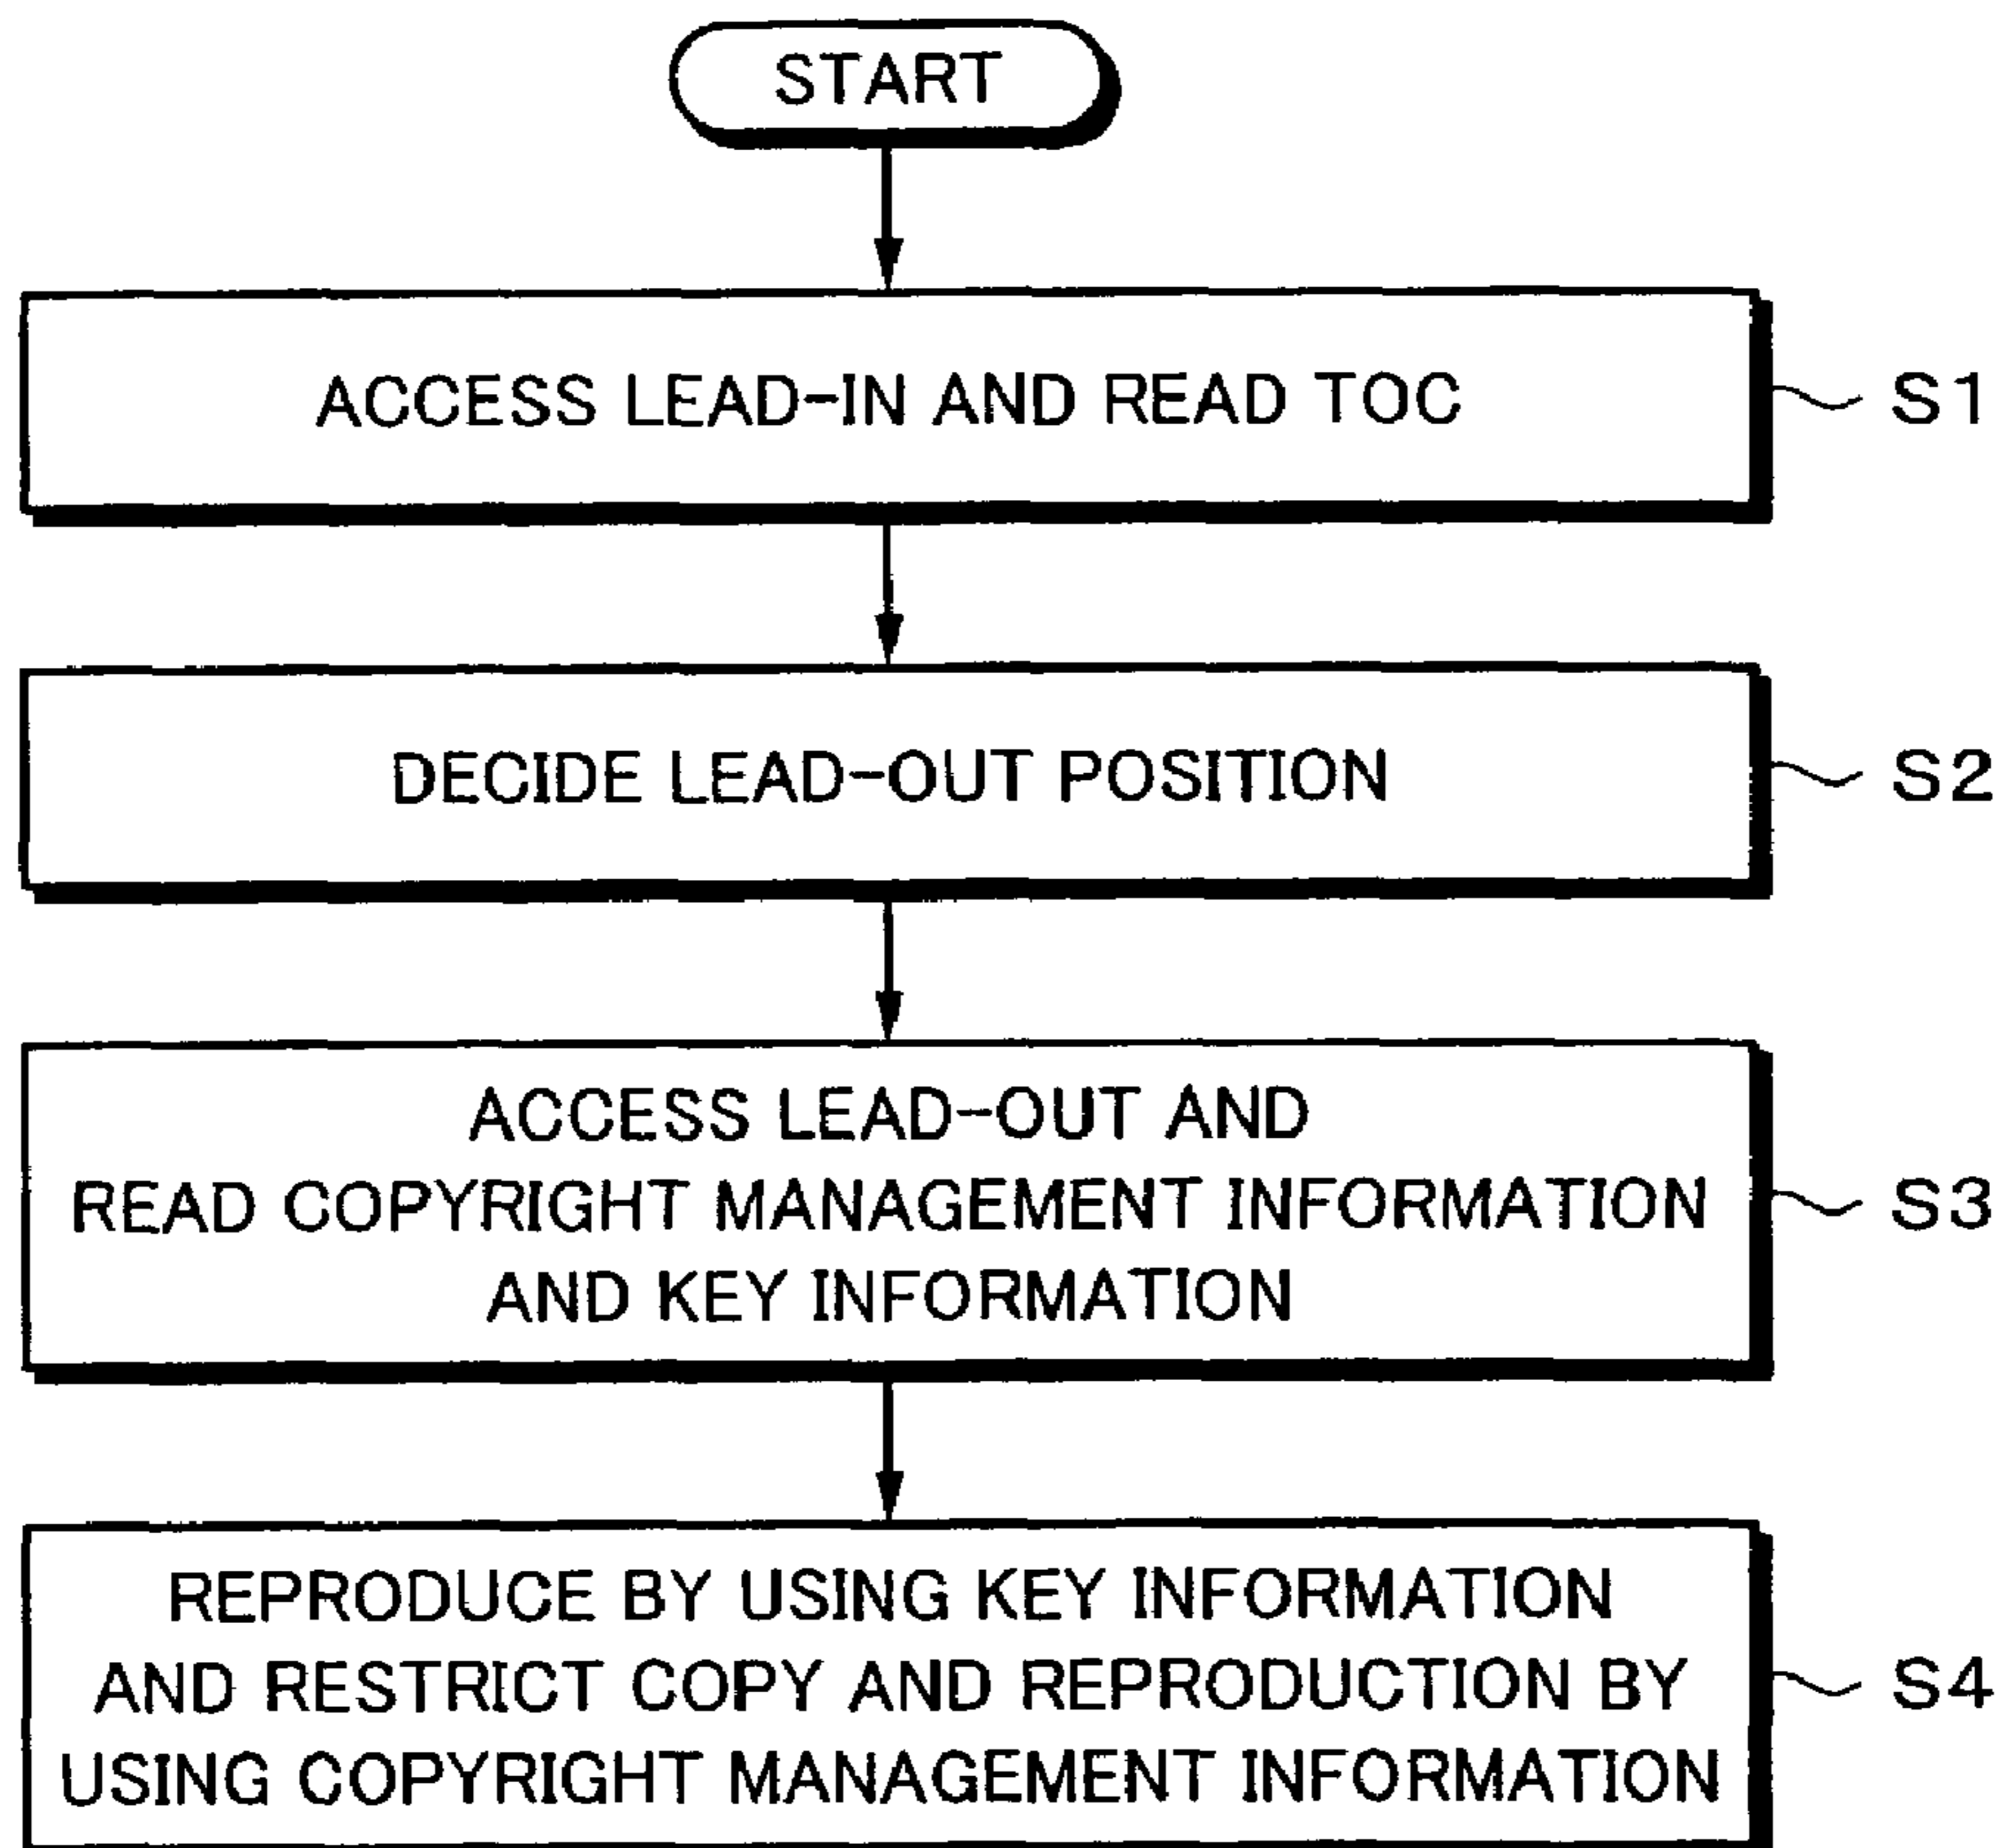 START
ACCESS LEAD-IN AND READ TOC
S1
DECIDE LEAD-OUT POSITION
S2
ACCESS LEAD-OUT AND
READ COPYRIGHT MANAGEMENT INFORMATION
AND KEY INFORMATION
S3
REPRODUCE BY USING KEY INFORMATION
AND RESTRICT COPY AND REPRODUCTION BY
USING COPYRIGHT MANAGEMENT INFORMATION
S4